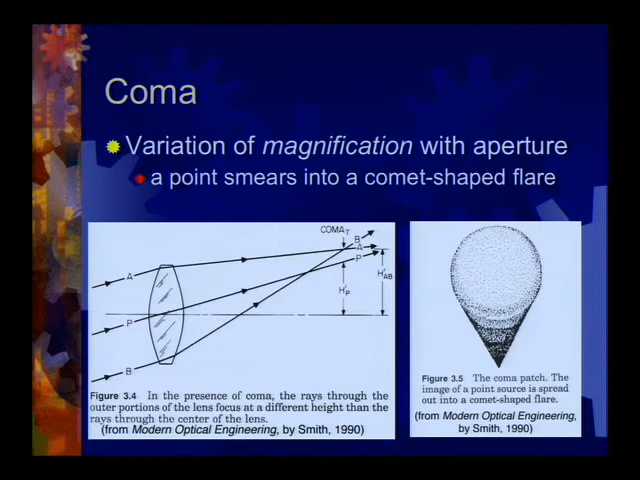 Coma
Variation of magnification with aperture
a point smears into a comet-shaped flare
COMA_T
B
A
P
A
H'_AB
H'_P
P
B
Figure 3.4 In the presence of coma, the rays through the
outer portions of the lens focus at a different height than the
rays through the center of the lens.
(from Modern Optical Engineering, by Smith, 1990)
Figure 3.5 The coma patch. The
image of a point source is spread
out into a comet-shaped flare.
(from Modern Optical Engineering,
by Smith, 1990)